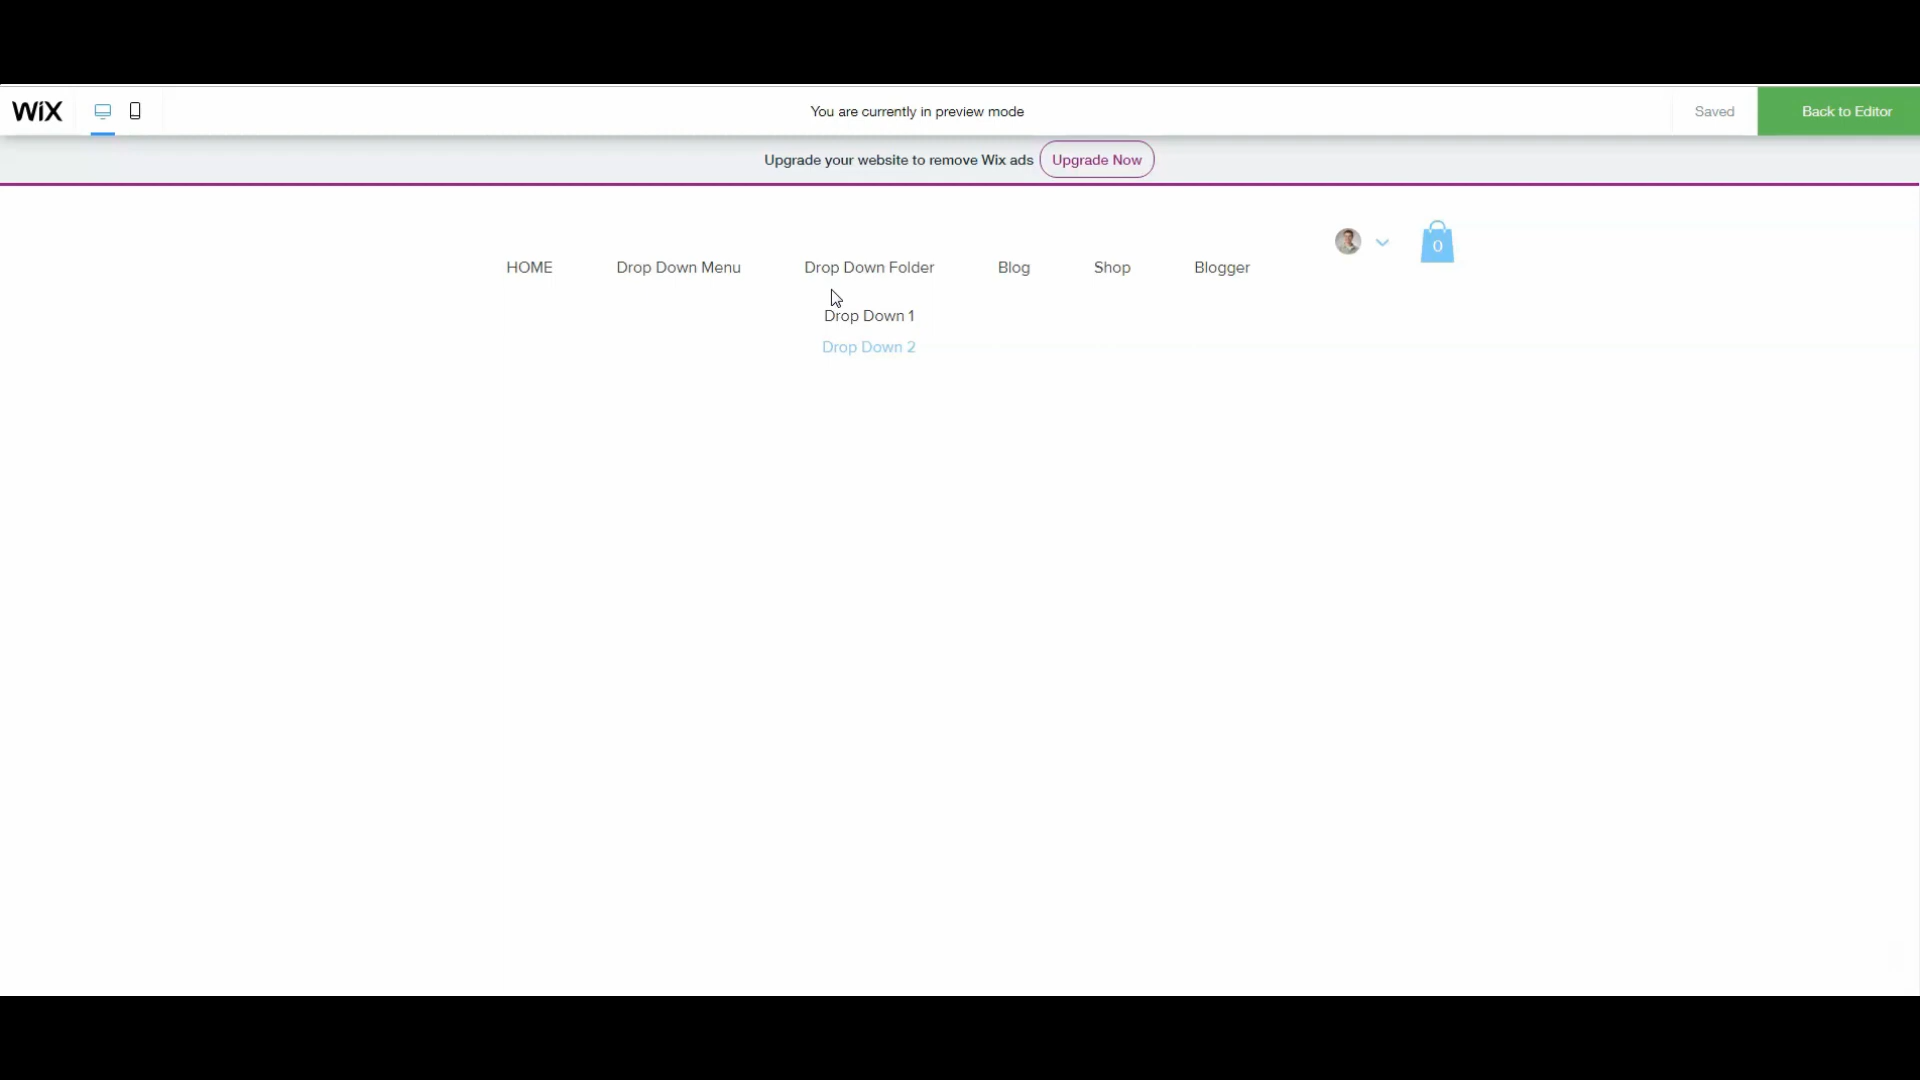 WiX
You are currently in preview mode
Saved
Back to Editor
Upgrade your website to remove Wix ads
Upgrade Now
0
HOME
Drop Down Menu
Drop Down Folder
Blog
Shop
Blogger
Drop Down 1
Drop Down 2